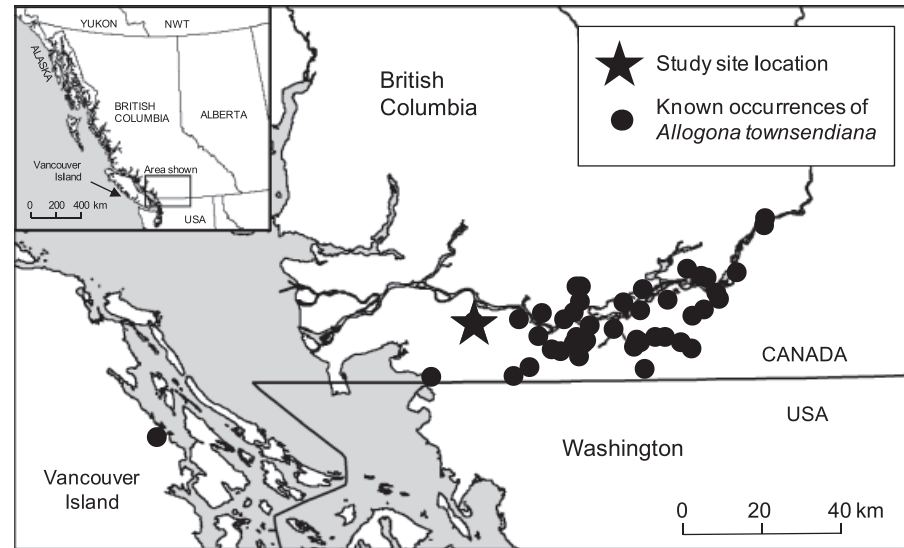 YUKON
NWT
ALASKA
BRITISH
COLUMBIA
ALBERTA
Vancouver
Island
Area shown
0 200 400 km
USA
British
Columbia
Study site location
Known occurrences of
Allogona townsendiana
CANADA
USA
Washington
Vancouver
Island
0 20 40 km